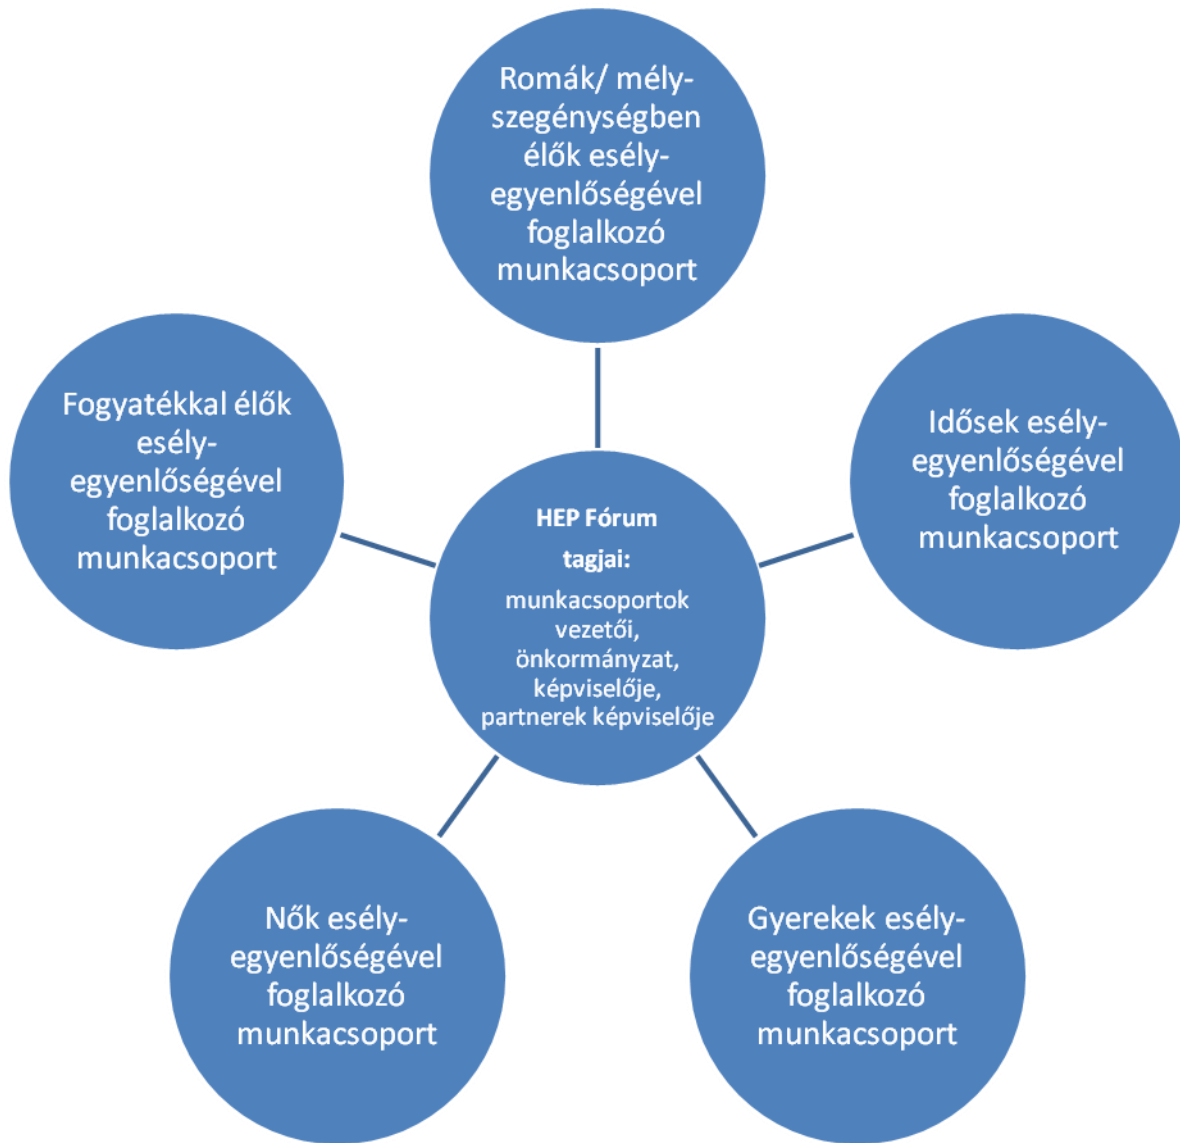 Romák/ mély-
szegénységben
élők esély-
egyenlőségével
foglalkozó
munkacsoport
Fogyatékkal élők
esély-
egyenlőségével
foglalkozó
munkacsoport
Idősek esély-
egyenlőségével
foglalkozó
munkacsoport
HEP Fórum
tagjai:
munkacsoportok
vezetői,
önkormányzat,
képviselője,
partnerek képviselője
Nők esély-
egyenlőségével
foglalkozó
munkacsoport
Gyerekek esély-
egyenlőségével
foglalkozó
munkacsoport